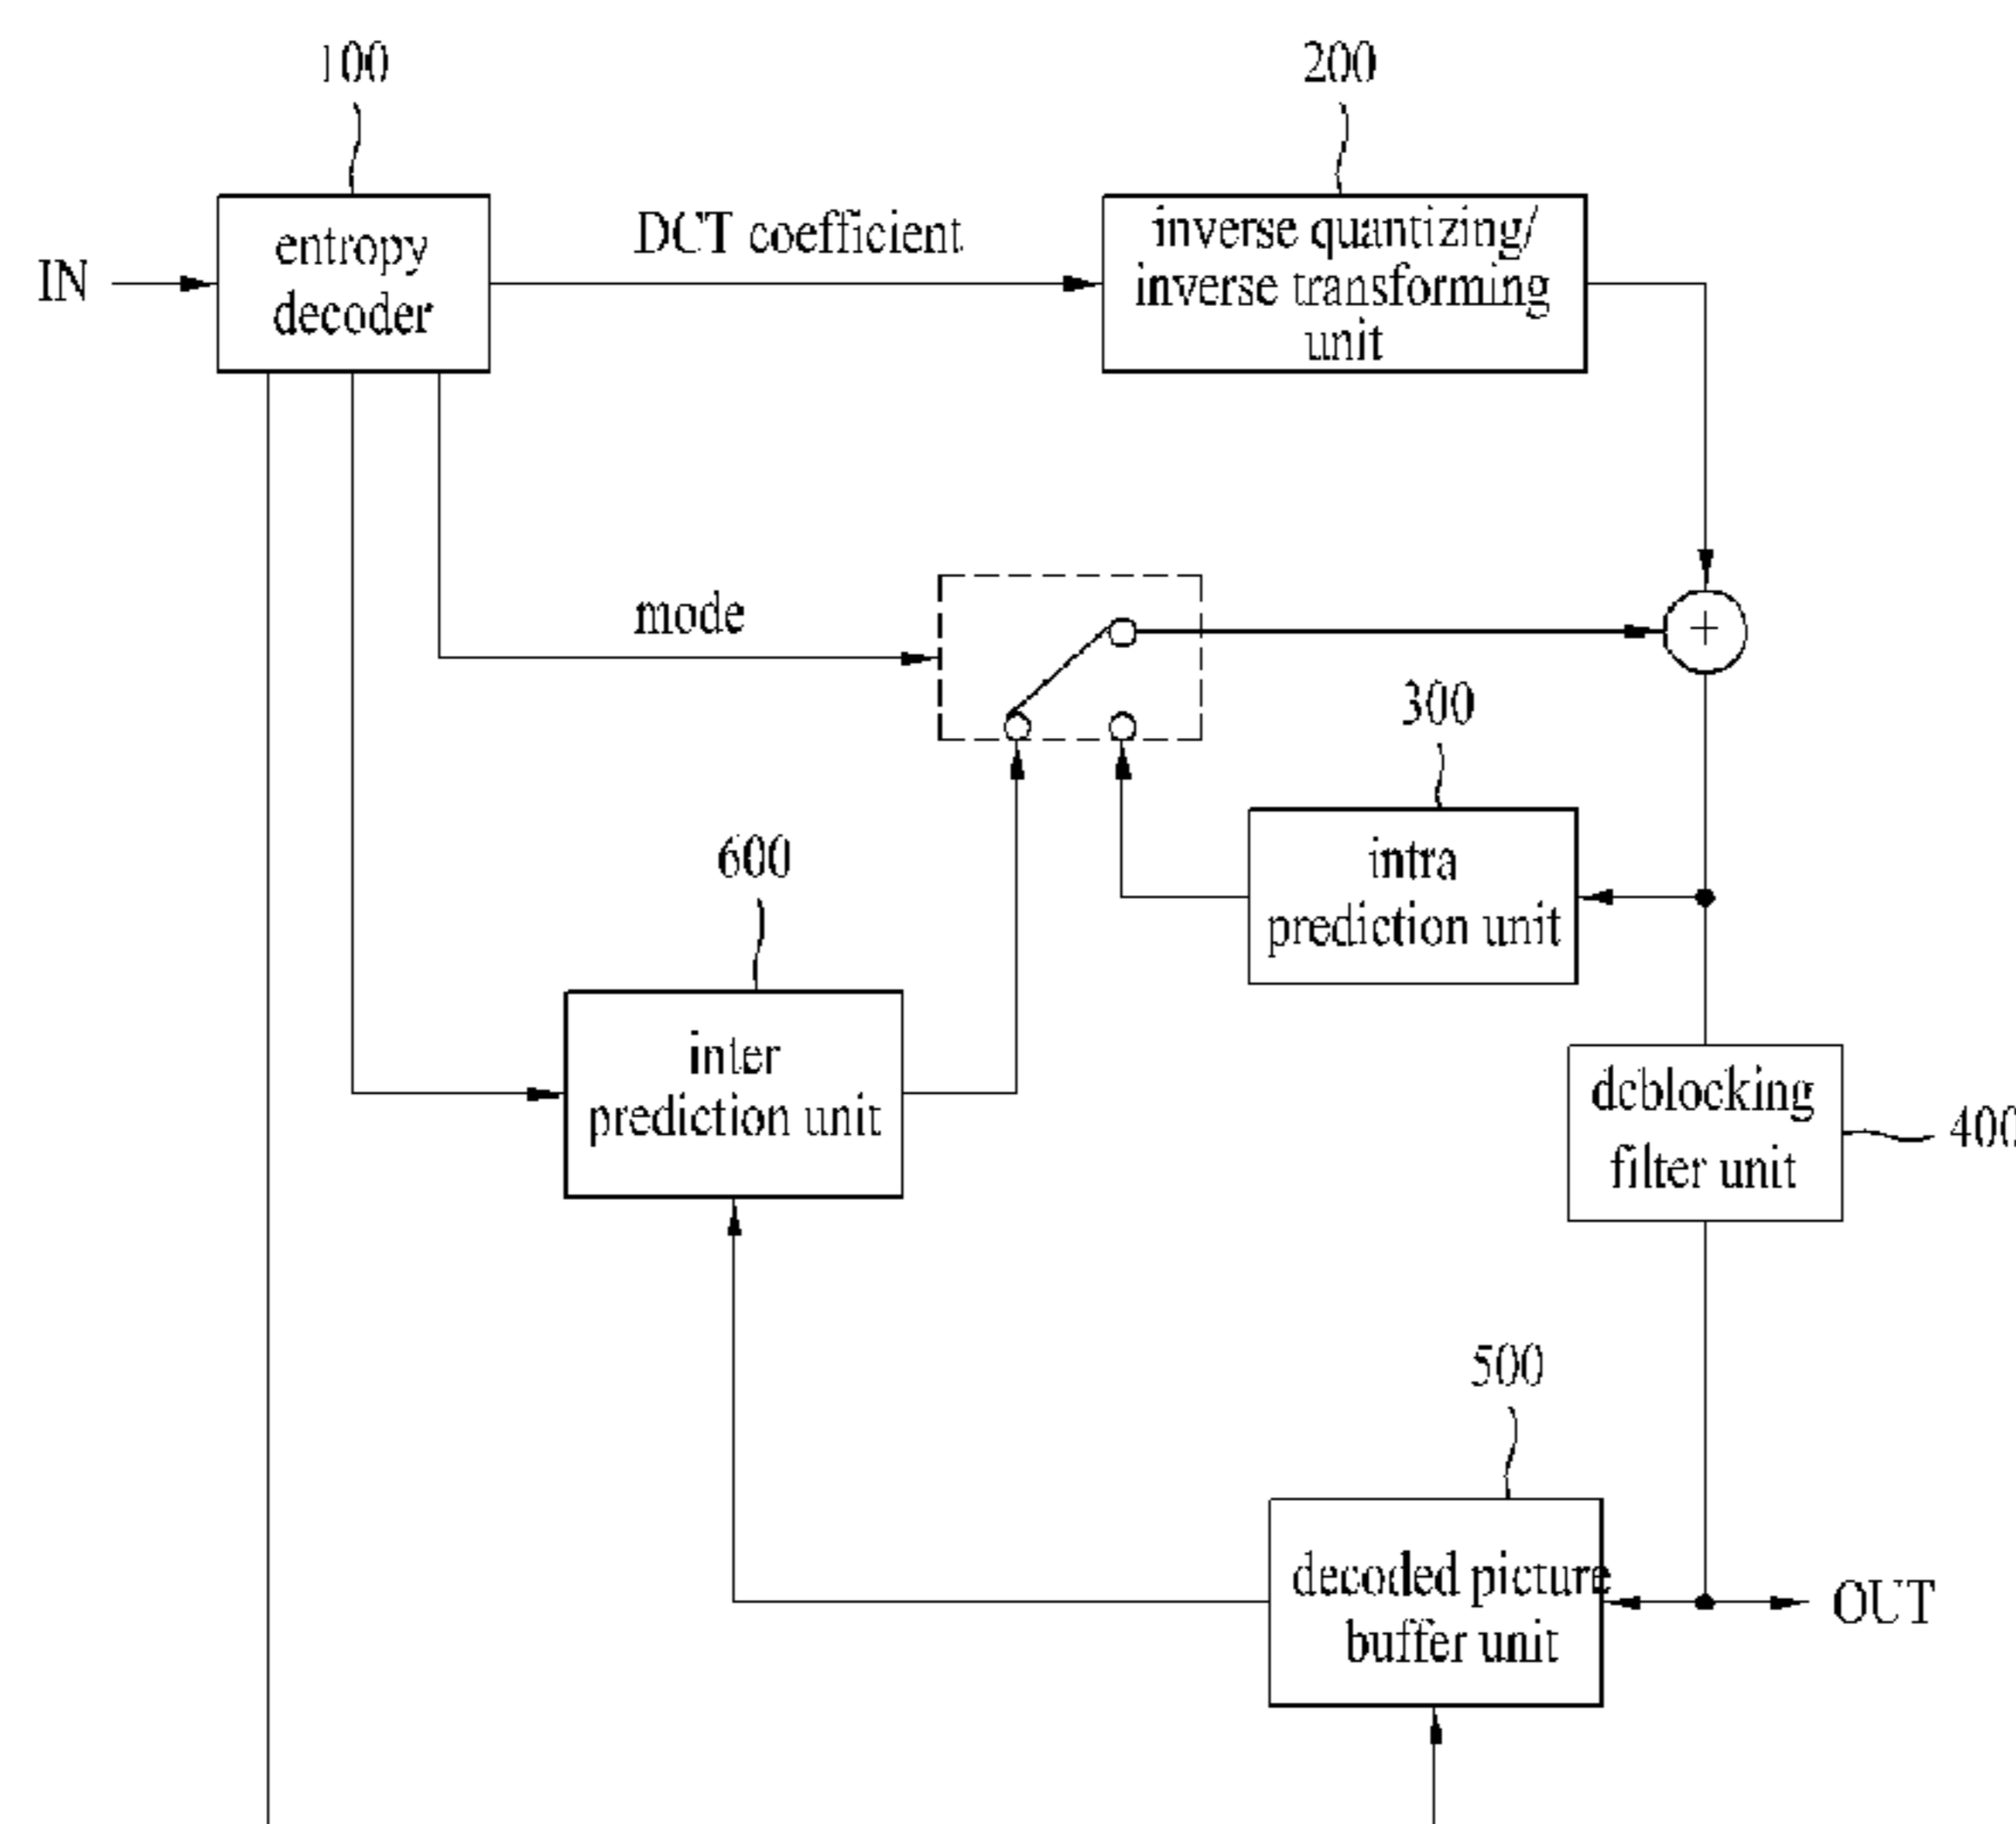 100
200
IN
entropy
decoder
DCT coefficient
inverse quantizing/
inverse transforming
unit
mode
300
intra
prediction unit
600
inter
prediction unit
deblocking
filter unit
400
500
decoded picture
buffer unit
OUT